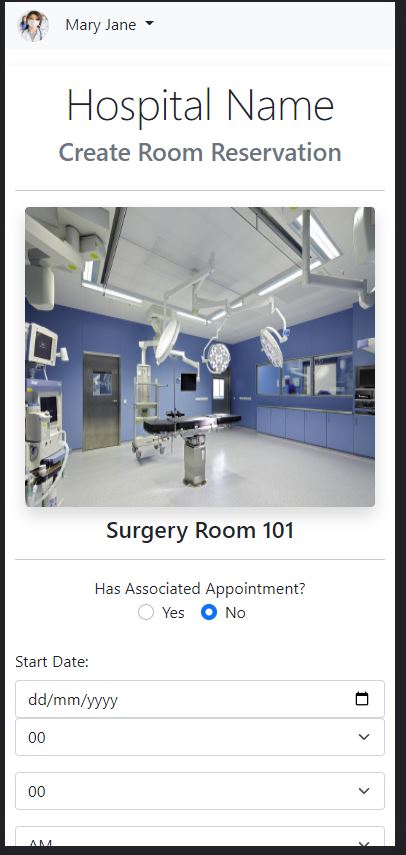 Mary Jane
Hospital Name
Create Room Reservation
Surgery Room 101
Has Associated Appointment?
Yes No
Start Date:
dd/mm/yyyy
00
00
AM